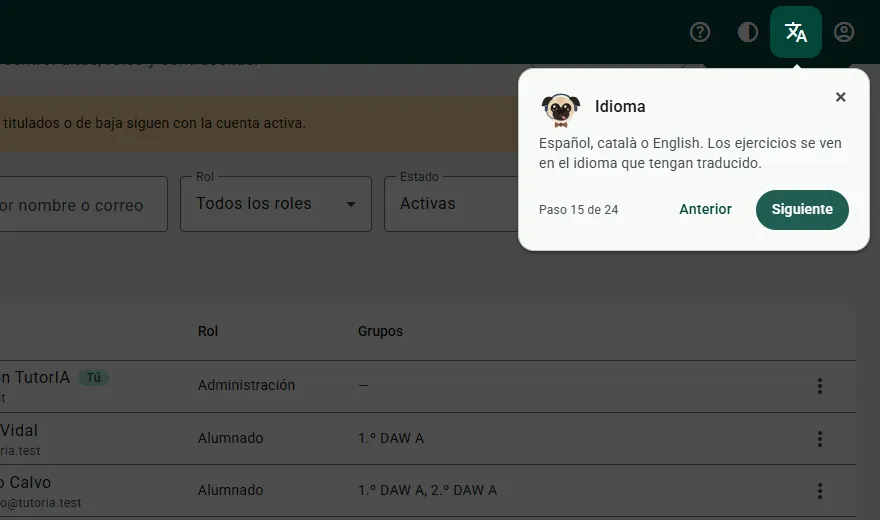 Idioma
Español, català o English. Los ejercicios se ven
en el idioma que tengan traducido.
Paso 15 de 24
Anterior
Siguiente
titulados o de baja siguen con la cuenta activa.
or nombre o correo
Rol
Todos los roles
Estado
Activas
Rol
Grupos
n TutorIA
Tú
t
Administración
—
Vidal
ria.test
Alumnado
1.º DAW A
o Calvo
o@tutoria.test
Alumnado
1.º DAW A, 2.º DAW A